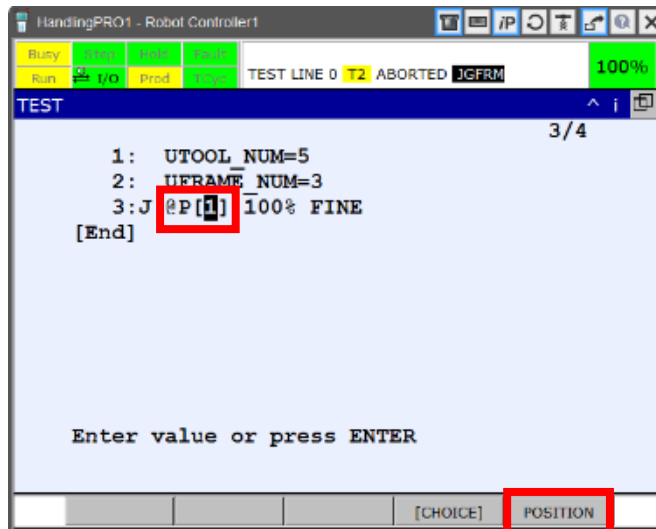 HandlingPRO1 - Robot Controller1
iP
Busy Step Hold Fault
Run I/O Prod TCyc
TEST LINE 0 T2 ABORTED JGFRM
100%
TEST
3/4
1: UTOOL_NUM=5
2: UFRAME_NUM=3
3:J @P[1] 100% FINE
[End]
Enter value or press ENTER
[CHOICE] POSITION